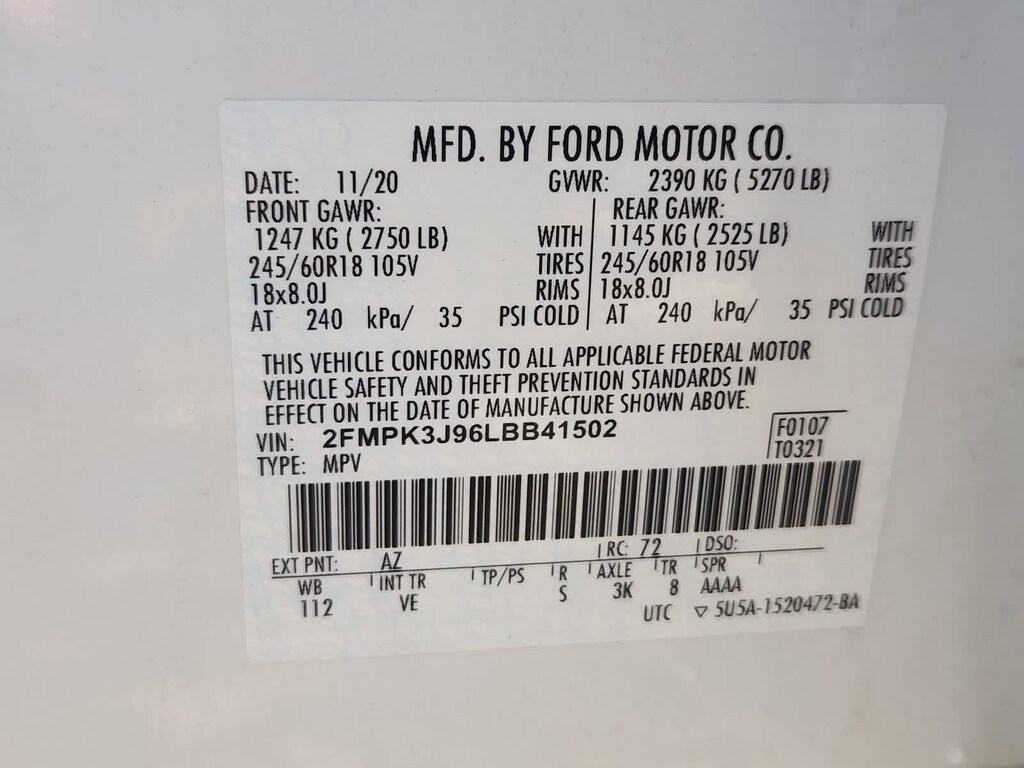 MFD. BY FORD MOTOR CO.
DATE: 11/20 GVWR: 2390 KG ( 5270 LB)
FRONT GAWR: REAR GAWR:
1247 KG ( 2750 LB) WITH 1145 KG ( 2525 LB) WITH
245/60R18 105V TIRES 245/60R18 105V TIRES
18x8.0J RIMS 18x8.0J RIMS
AT 240 kPa/ 35 PSI COLD AT 240 kPa/ 35 PSI COLD
THIS VEHICLE CONFORMS TO ALL APPLICABLE FEDERAL MOTOR
VEHICLE SAFETY AND THEFT PREVENTION STANDARDS IN
EFFECT ON THE DATE OF MANUFACTURE SHOWN ABOVE.
VIN: 2FMPK3J96LBB41502 F0107
TYPE: MPV T0321
EXT PNT: AZ RC: 72 DSO:
WB INT TR TP/PS R AXLE TR SPR
112 VE S 3K 8 AAAA
UTC ▽ 5U5A-1520472-BA